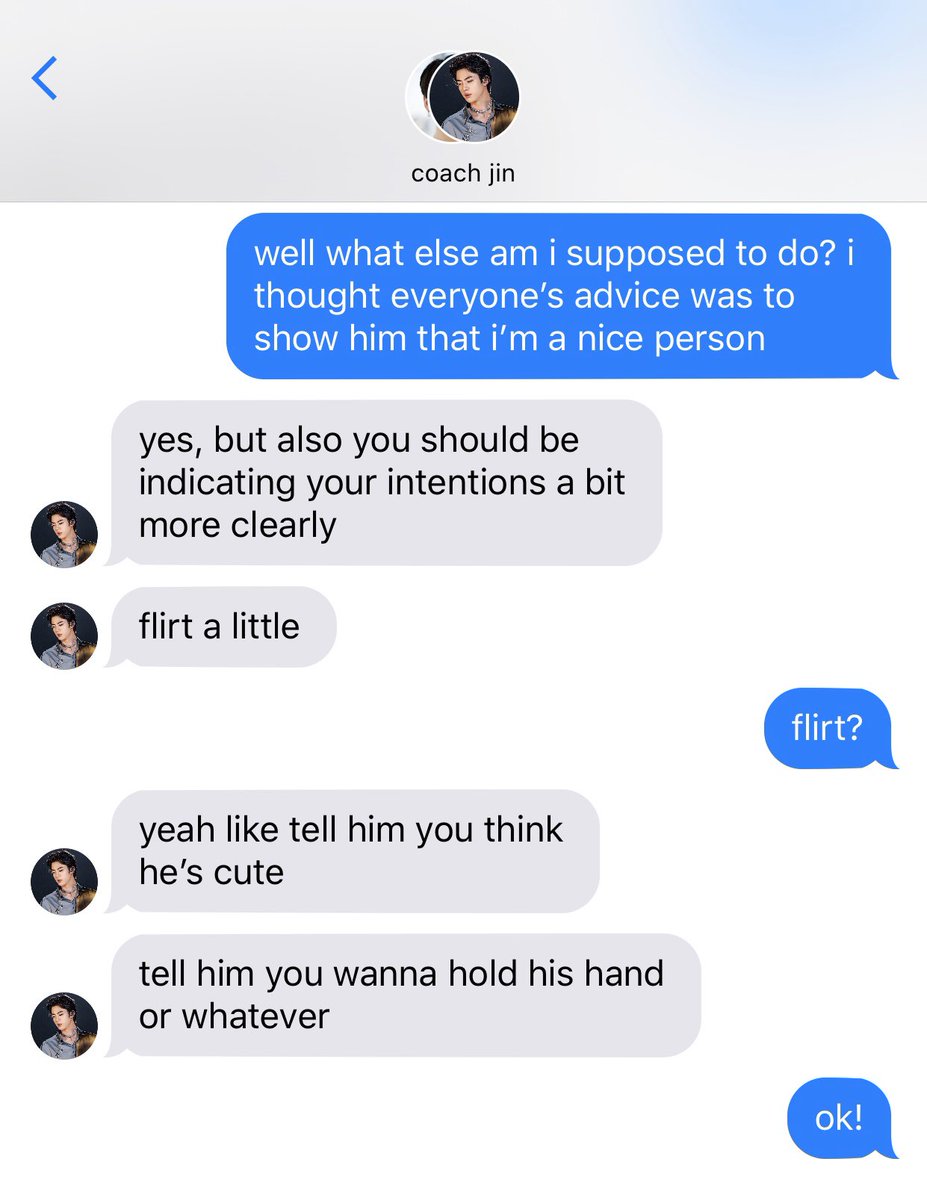 coach jin
well what else am i supposed to do? i
thought everyone’s advice was to
show him that i’m a nice person
yes, but also you should be
indicating your intentions a bit
more clearly
flirt a little
flirt?
yeah like tell him you think
he’s cute
tell him you wanna hold his hand
or whatever
ok!